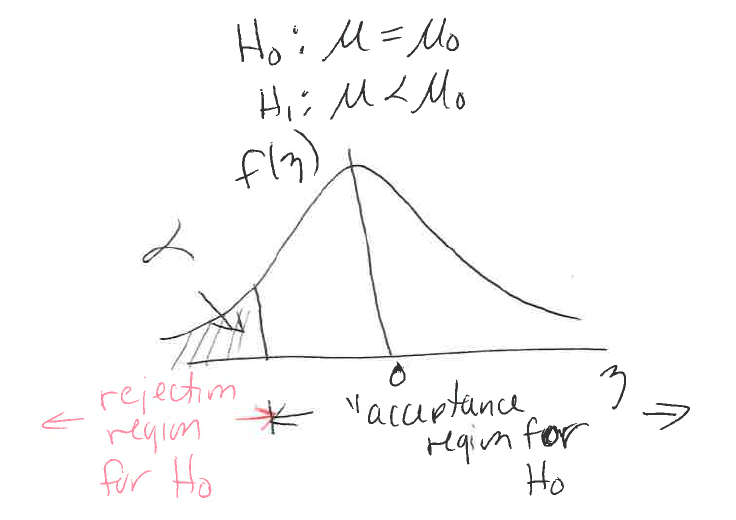 H₀: μ = μ₀
H₁: μ < μ₀
f(z)
α
0
z
rejection
region
for H₀
"acceptance
region for
H₀